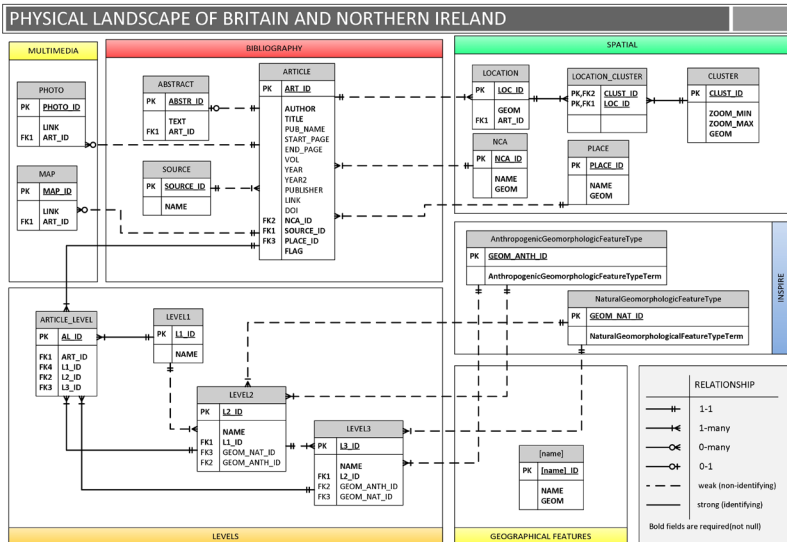 PHYSICAL LANDSCAPE OF BRITAIN AND NORTHERN IRELAND
MULTIMEDIA
PHOTO
PK PHOTO_ID
LINK
FK1 ART_ID
MAP
PK MAP_ID
LINK
FK1 ART_ID
BIBLIOGRAPHY
ABSTRACT
PK ABSTR_ID
TEXT
FK1 ART_ID
SOURCE
PK SOURCE_ID
NAME
ARTICLE
PK ART_ID
AUTHOR
TITLE
PUB_NAME
START_PAGE
END_PAGE
VOL
YEAR
YEAR2
PUBLISHER
LINK
DOI
FK2 NCA_ID
FK1 SOURCE_ID
FK3 PLACE_ID
FLAG
SPATIAL
LOCATION
PK LOC_ID
GEOM
FK1 ART_ID
LOCATION_CLUSTER
PK,FK2 CLUST_ID
PK,FK1 LOC_ID
CLUSTER
PK CLUST_ID
ZOOM_MIN
ZOOM_MAX
GEOM
NCA
PK NCA_ID
NAME
GEOM
PLACE
PK PLACE_ID
NAME
GEOM
AnthropogenicGeomorphologicFeatureType
PK GEOM_ANTH_ID
AnthropogenicGeomorphologicFeatureTypeTerm
NaturalGeomorphologicFeatureType
PK GEOM_NAT_ID
NaturalGeomorphologicalFeatureTypeTerm
INSPIRE
ARTICLE_LEVEL
PK AL_ID
FK1 ART_ID
FK4 L1_ID
FK2 L2_ID
FK3 L3_ID
LEVEL1
PK L1_ID
NAME
LEVEL2
PK L2_ID
NAME
FK1 L1_ID
FK3 GEOM_NAT_ID
FK2 GEOM_ANTH_ID
LEVEL3
PK L3_ID
NAME
FK1 L2_ID
FK2 GEOM_ANTH_ID
FK3 GEOM_NAT_ID
LEVELS
[name]
PK [name]_ID
NAME
GEOM
GEOGRAPHICAL FEATURES
RELATIONSHIP
1-1
1-many
0-many
0-1
weak (non-identifying)
strong (identifying)
Bold fields are required(not null)